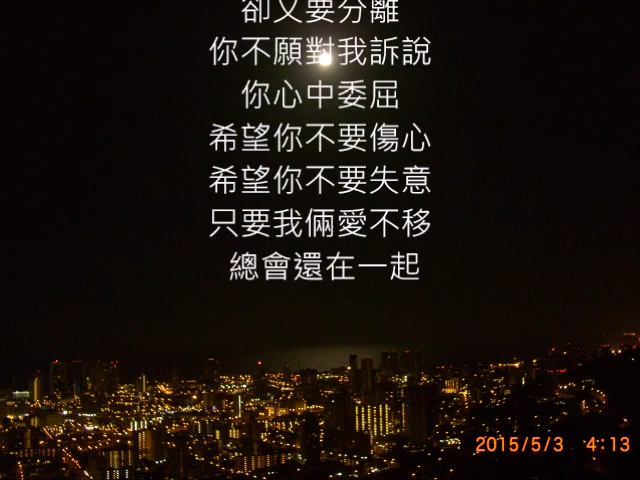 卻又要分離
你不願對我訴說
你心中委屈
希望你不要傷心
希望你不要失意
只要我倆愛不移
總會還在一起
2015/5/3 4:13